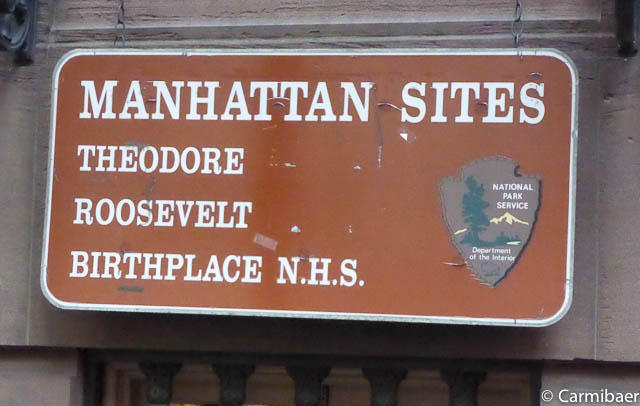 MANHATTAN SITES
THEODORE
ROOSEVELT
BIRTHPLACE N.H.S.
NATIONAL
PARK
SERVICE
Department
of the Interior
© Carmibaer